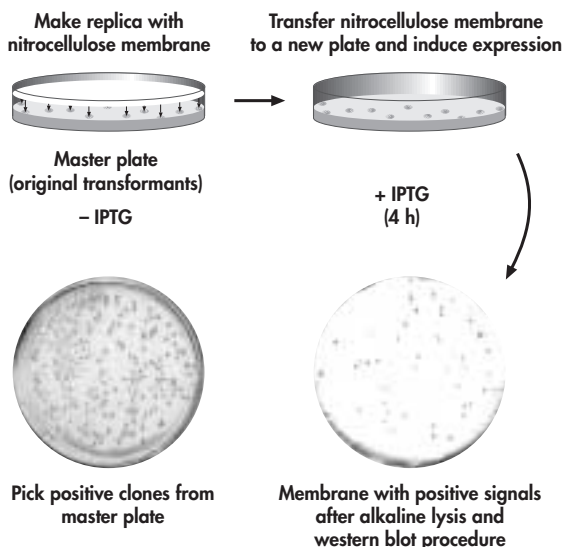 Make replica with
nitrocellulose membrane
Transfer nitrocellulose membrane
to a new plate and induce expression
Master plate
(original transformants)
– IPTG
+ IPTG
(4 h)
Pick positive clones from
master plate
Membrane with positive signals
after alkaline lysis and
western blot procedure